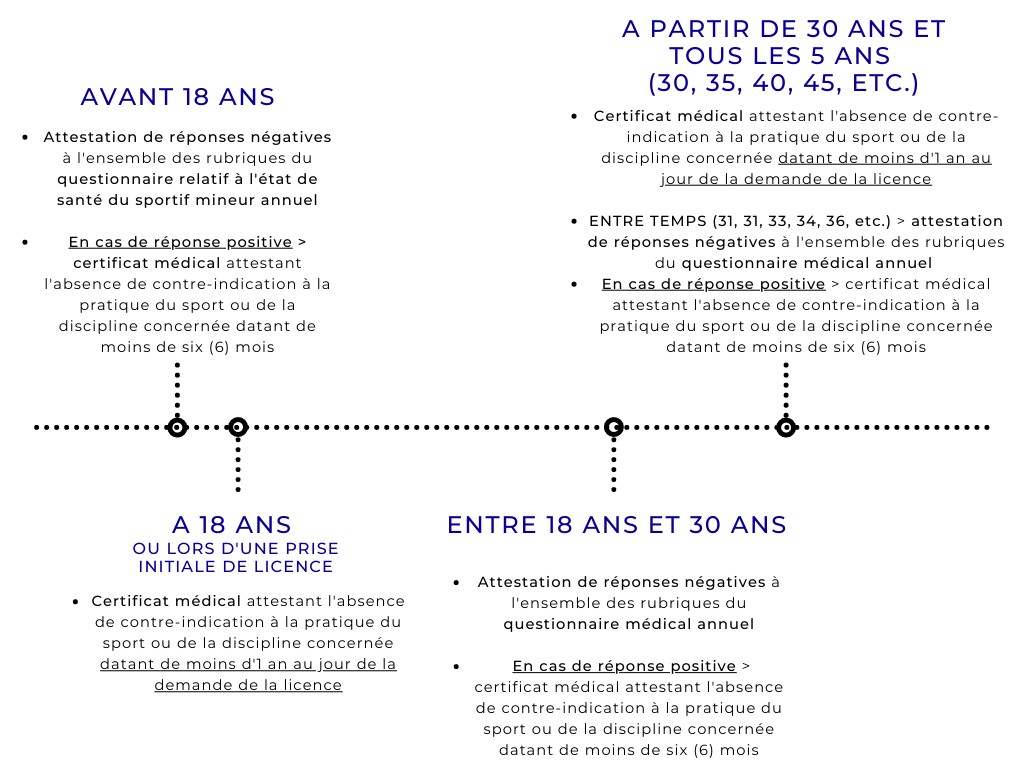 AVANT 18 ANS
• Attestation de réponses négatives
à l'ensemble des rubriques du
questionnaire relatif à l'état de
santé du sportif mineur annuel
• En cas de réponse positive >
certificat médical attestant
l'absence de contre-indication à la
pratique du sport ou de la
discipline concernée datant de
moins de six (6) mois
A PARTIR DE 30 ANS ET
TOUS LES 5 ANS
(30, 35, 40, 45, ETC.)
• Certificat médical attestant l'absence de contre-
indication à la pratique du sport ou de la
discipline concernée datant de moins d'1 an au
jour de la demande de la licence
• ENTRE TEMPS (31, 31, 33, 34, 36, etc.) > attestation
de réponses négatives à l'ensemble des rubriques
du questionnaire médical annuel
• En cas de réponse positive > certificat médical
attestant l'absence de contre-indication à la
pratique du sport ou de la discipline concernée
datant de moins de six (6) mois
A 18 ANS
OU LORS D'UNE PRISE
INITIALE DE LICENCE
• Certificat médical attestant l'absence
de contre-indication à la pratique du
sport ou de la discipline concernée
datant de moins d'1 an au jour de la
demande de la licence
ENTRE 18 ANS ET 30 ANS
• Attestation de réponses négatives à
l'ensemble des rubriques du
questionnaire médical annuel
• En cas de réponse positive >
certificat médical attestant l'absence
de contre-indication à la pratique du
sport ou de la discipline concernée
datant de moins de six (6) mois